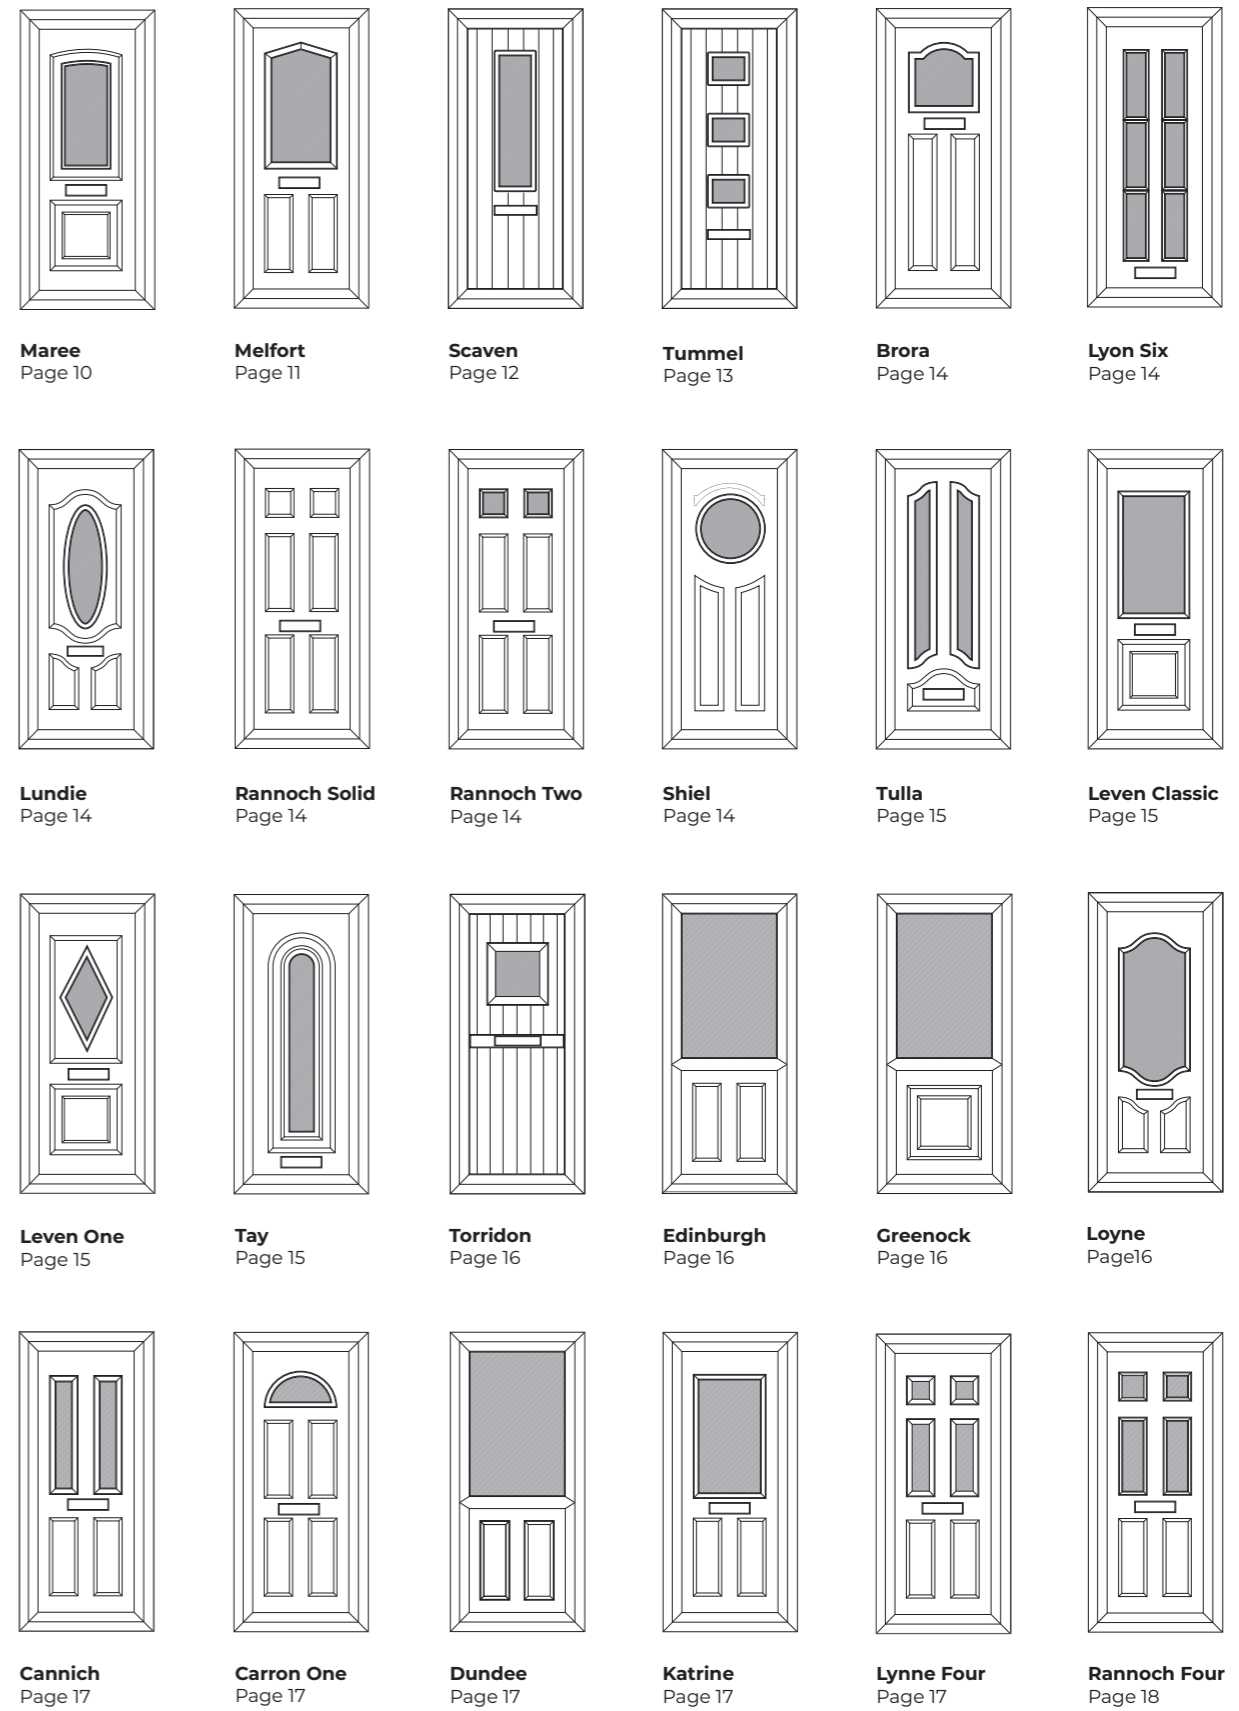 Maree
Page 10
Melfort
Page 11
Scaven
Page 12
Tummel
Page 13
Brora
Page 14
Lyon Six
Page 14
Lundie
Page 14
Rannoch Solid
Page 14
Rannoch Two
Page 14
Shiel
Page 14
Tulla
Page 15
Leven Classic
Page 15
Leven One
Page 15
Tay
Page 15
Torridon
Page 16
Edinburgh
Page 16
Greenock
Page 16
Loyne
Page16
Cannich
Page 17
Carron One
Page 17
Dundee
Page 17
Katrine
Page 17
Lynne Four
Page 17
Rannoch Four
Page 18